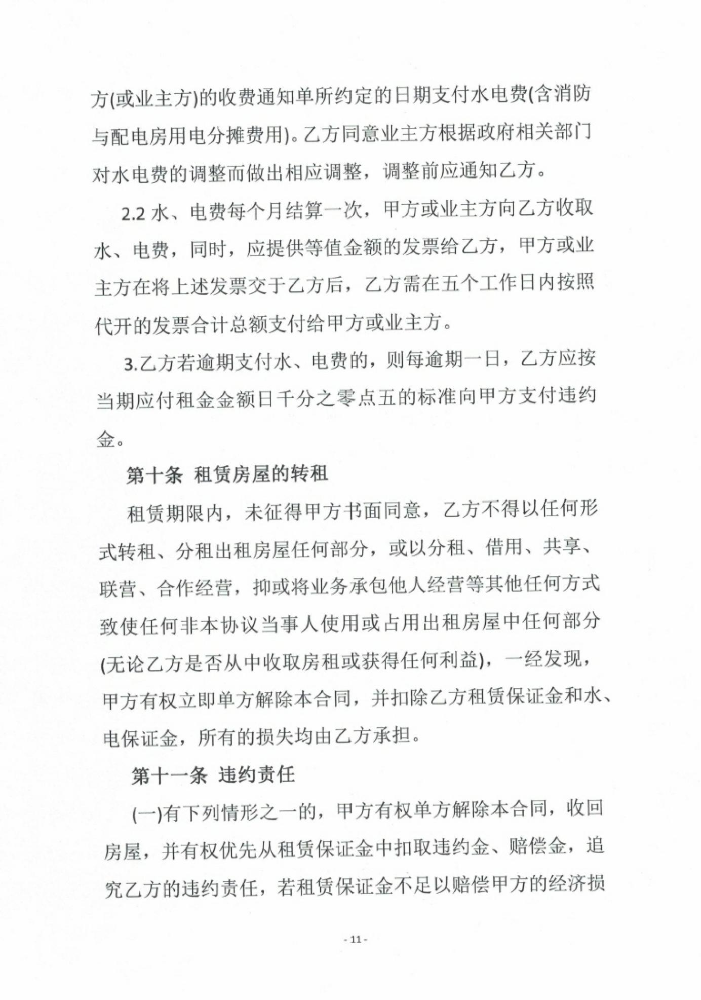 方(或业主方)的收费通知单所约定的日期支付水电费(含消防
与配电房用电分摊费用)。乙方同意业主方根据政府相关部门
对水电费的调整而做出相应调整，调整前应通知乙方。
2.2 水、电费每个月结算一次，甲方或业主方向乙方收取
水、电费，同时，应提供等值金额的发票给乙方，甲方或业
主方在将上述发票交于乙方后，乙方需在五个工作日内按照
代开的发票合计总额支付给甲方或业主方。
3.乙方若逾期支付水、电费的，则每逾期一日，乙方应按
当期应付租金金额日千分之零点五的标准向甲方支付违约
金。
第十条 租赁房屋的转租
租赁期限内，未征得甲方书面同意，乙方不得以任何形
式转租、分租出租房屋任何部分，或以分租、借用、共享、
联营、合作经营，抑或将业务承包他人经营等其他任何方式
致使任何非本协议当事人使用或占用出租房屋中任何部分
(无论乙方是否从中收取房租或获得任何利益)，一经发现，
甲方有权立即单方解除本合同，并扣除乙方租赁保证金和水、
电保证金，所有的损失均由乙方承担。
第十一条 违约责任
(一)有下列情形之一的，甲方有权单方解除本合同，收回
房屋，并有权优先从租赁保证金中扣取违约金、赔偿金，追
究乙方的违约责任，若租赁保证金不足以赔偿甲方的经济损
- 11 -